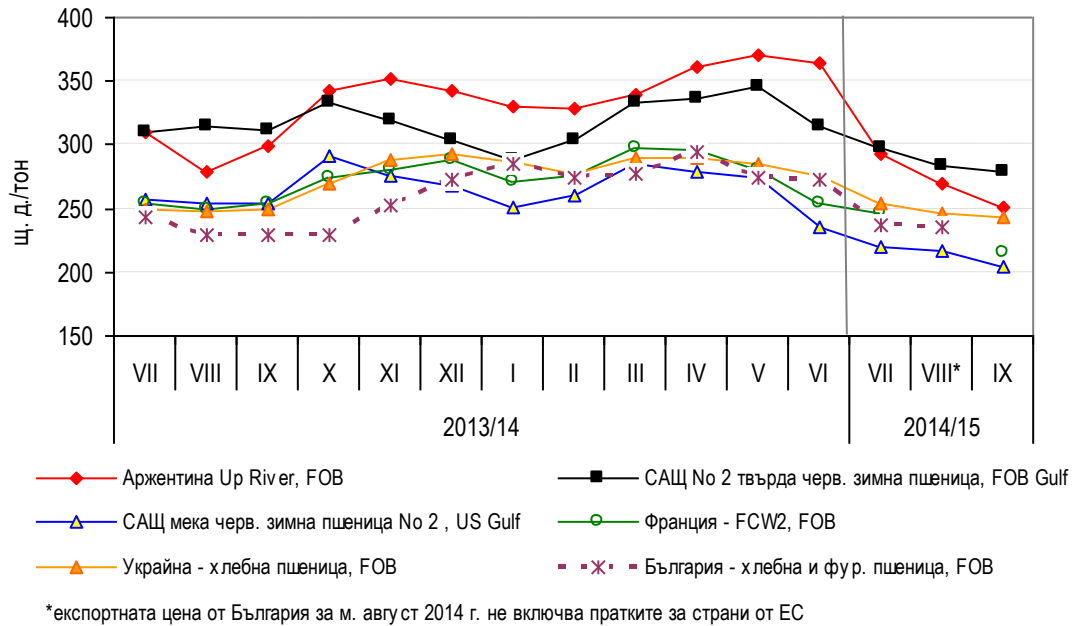 400
350
300
250
200
150
Щ. д./тон
VII VIII IX X XI XII I II III IV V VI VII VIII* IX
2013/14 2014/15
Аржентина Up River, FOB
САЩ No 2 твърда черв. зимна пшеница, FOB Gulf
САЩ мека черв. зимна пшеница No 2 , US Gulf
Франция - FCW2, FOB
Украйна - хлебна пшеница, FOB
България - хлебна и фур. пшеница, FOB
*експортната цена от България за м. август 2014 г. не включва пратките за страни от ЕС